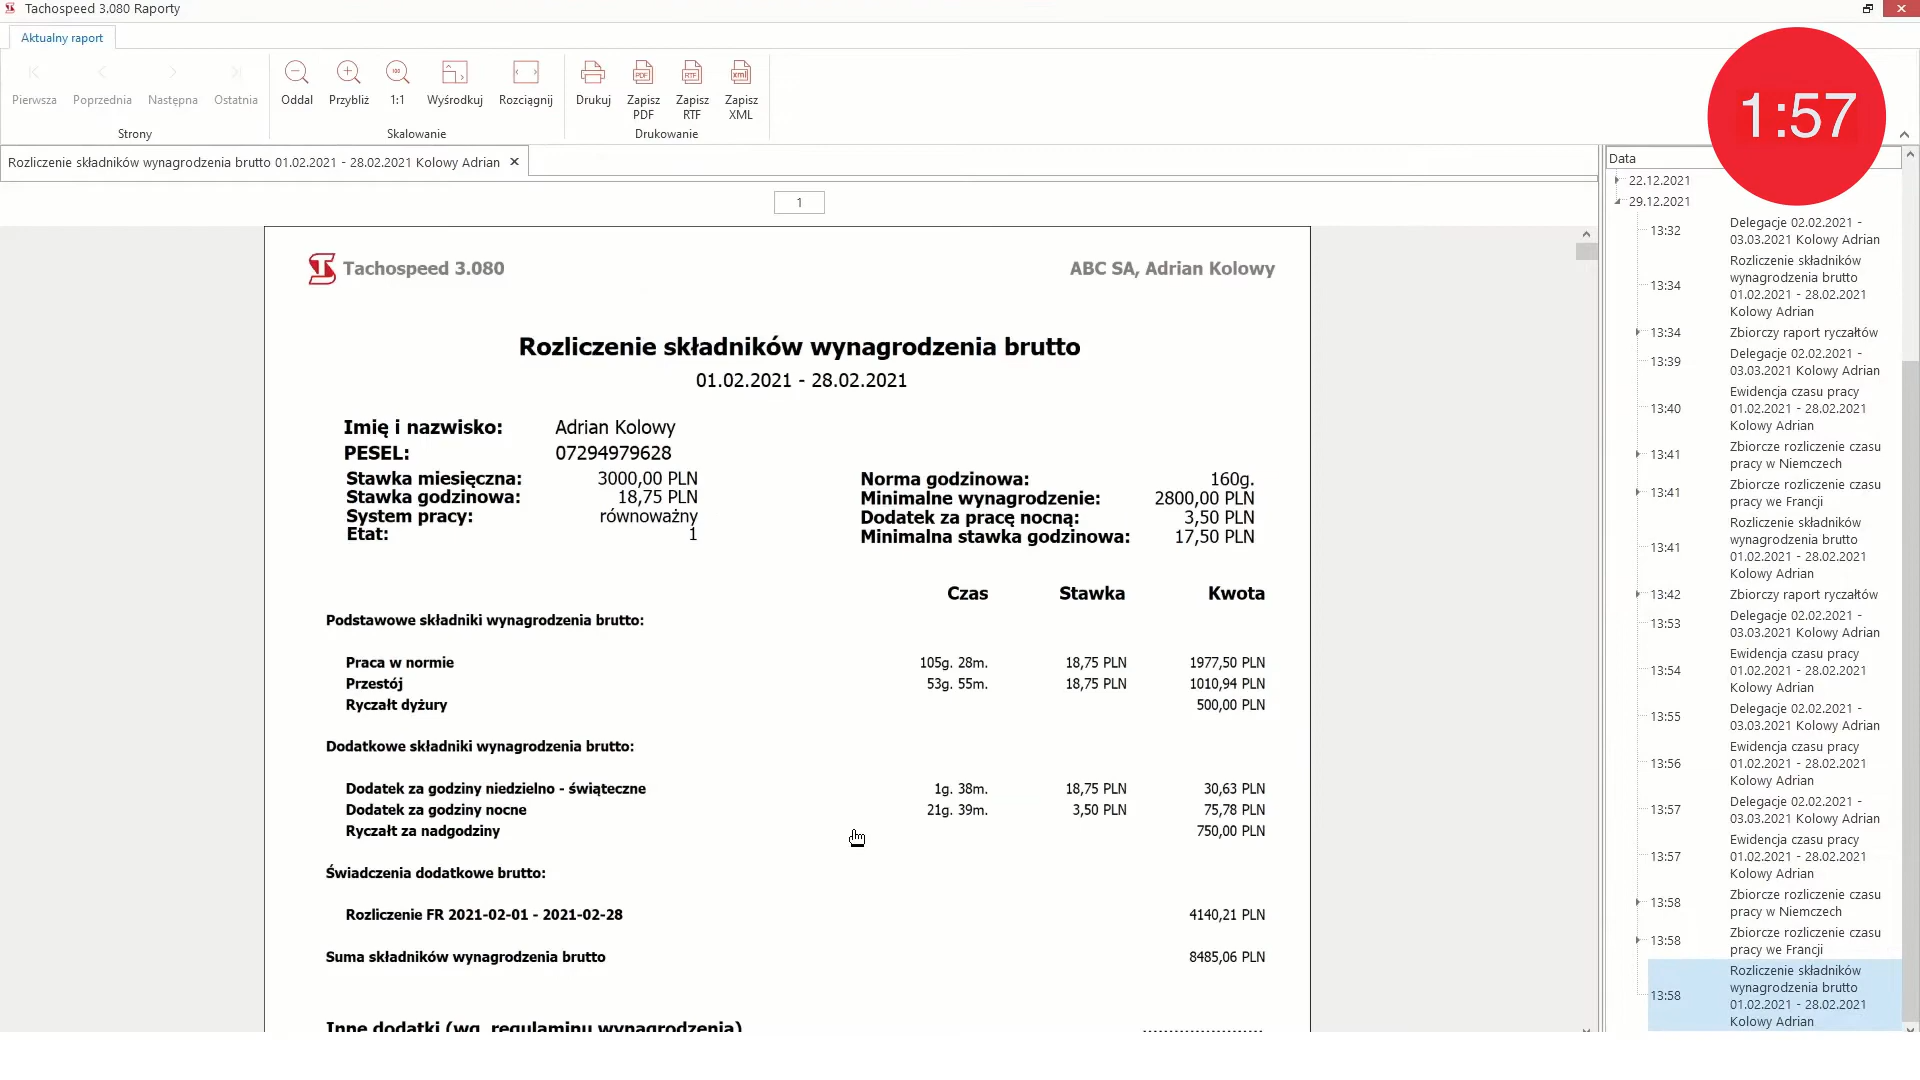 Tachospeed 3.080 Raporty
Aktualny raport
Pierwsza Poprzednia Następna Ostatnia
Strony
Oddal Przybliż 1:1 Wyśrodkuj Rozciągnij
Skalowanie
Drukuj Zapisz PDF Zapisz RTF Zapisz XML
Drukowanie
1:57
Rozliczenie składników wynagrodzenia brutto 01.02.2021 - 28.02.2021 Kolowy Adrian
1
Tachospeed 3.080
ABC SA, Adrian Kolowy
Rozliczenie składników wynagrodzenia brutto
01.02.2021 - 28.02.2021
Imię i nazwisko: Adrian Kolowy
PESEL: 07294979628
Stawka miesięczna: 3000,00 PLN
Stawka godzinowa: 18,75 PLN
System pracy: równoważny
Etat: 1
Norma godzinowa: 160g.
Minimalne wynagrodzenie: 2800,00 PLN
Dodatek za pracę nocną: 3,50 PLN
Minimalna stawka godzinowa: 17,50 PLN
Czas Stawka Kwota
Podstawowe składniki wynagrodzenia brutto:
Praca w normie 105g. 28m. 18,75 PLN 1977,50 PLN
Przestój 53g. 55m. 18,75 PLN 1010,94 PLN
Ryczałt dyżury 500,00 PLN
Dodatkowe składniki wynagrodzenia brutto:
Dodatek za godziny niedzielno - świąteczne 1g. 38m. 18,75 PLN 30,63 PLN
Dodatek za godziny nocne 21g. 39m. 3,50 PLN 75,78 PLN
Ryczałt za nadgodziny 750,00 PLN
Świadczenia dodatkowe brutto:
Rozliczenie FR 2021-02-01 - 2021-02-28 4140,21 PLN
Suma składników wynagrodzenia brutto 8485,06 PLN
Inne dodatki (wg. regulaminu wynagrodzenia)
Data
22.12.2021
29.12.2021
13:32 Delegacje 02.02.2021 -
03.03.2021 Kolowy Adrian
13:34 Rozliczenie składników
wynagrodzenia brutto
01.02.2021 - 28.02.2021
Kolowy Adrian
13:34 Zbiorczy raport ryczałtów
13:39 Delegacje 02.02.2021 -
03.03.2021 Kolowy Adrian
13:40 Ewidencja czasu pracy
01.02.2021 - 28.02.2021
Kolowy Adrian
13:41 Zbiorcze rozliczenie czasu
pracy w Niemczech
13:41 Zbiorcze rozliczenie czasu
pracy we Francji
13:41 Rozliczenie składników
wynagrodzenia brutto
01.02.2021 - 28.02.2021
Kolowy Adrian
13:42 Zbiorczy raport ryczałtów
13:53 Delegacje 02.02.2021 -
03.03.2021 Kolowy Adrian
13:54 Ewidencja czasu pracy
01.02.2021 - 28.02.2021
Kolowy Adrian
13:55 Delegacje 02.02.2021 -
03.03.2021 Kolowy Adrian
13:56 Ewidencja czasu pracy
01.02.2021 - 28.02.2021
Kolowy Adrian
13:57 Delegacje 02.02.2021 -
03.03.2021 Kolowy Adrian
13:57 Ewidencja czasu pracy
01.02.2021 - 28.02.2021
Kolowy Adrian
13:58 Zbiorcze rozliczenie czasu
pracy w Niemczech
13:58 Zbiorcze rozliczenie czasu
pracy we Francji
13:58 Rozliczenie składników
wynagrodzenia brutto
01.02.2021 - 28.02.2021
Kolowy Adrian